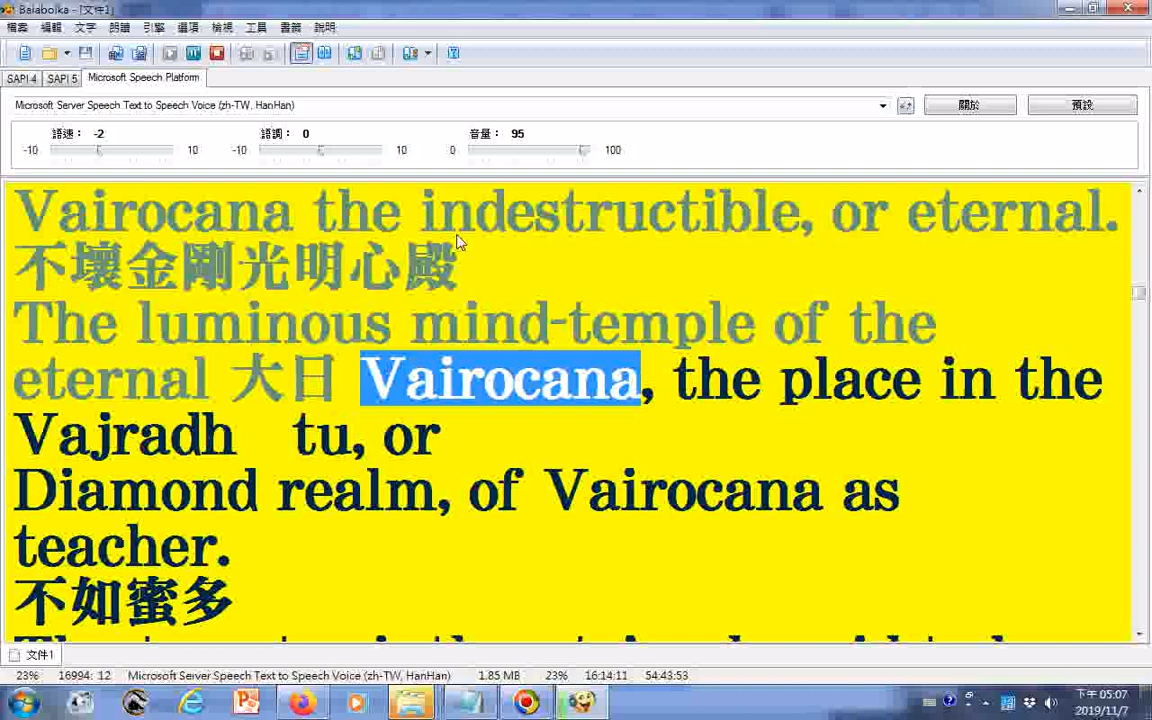 Balabolka - [文件1]
檔案 編輯 文字 朗讀 引擎 選項 檢視 工具 書籤 說明
SAPI 4 SAPI 5 Microsoft Speech Platform
Microsoft Server Speech Text to Speech Voice (zh-TW, HanHan) 關於 預設
語速： -2 語調： 0 音量： 95
-10 10 -10 10 0 100
Vairocana the indestructible, or eternal.
不壞金剛光明心殿
The luminous mind-temple of the
eternal 大日 Vairocana, the place in the
Vajradh tu, or
Diamond realm, of Vairocana as
teacher.
不如蜜多
文件1
23% 16994: 12 Microsoft Server Speech Text to Speech Voice (zh-TW, HanHan) 1.85 MB 23% 16:14:11 54:43:53
下午 05:07
2019/11/7